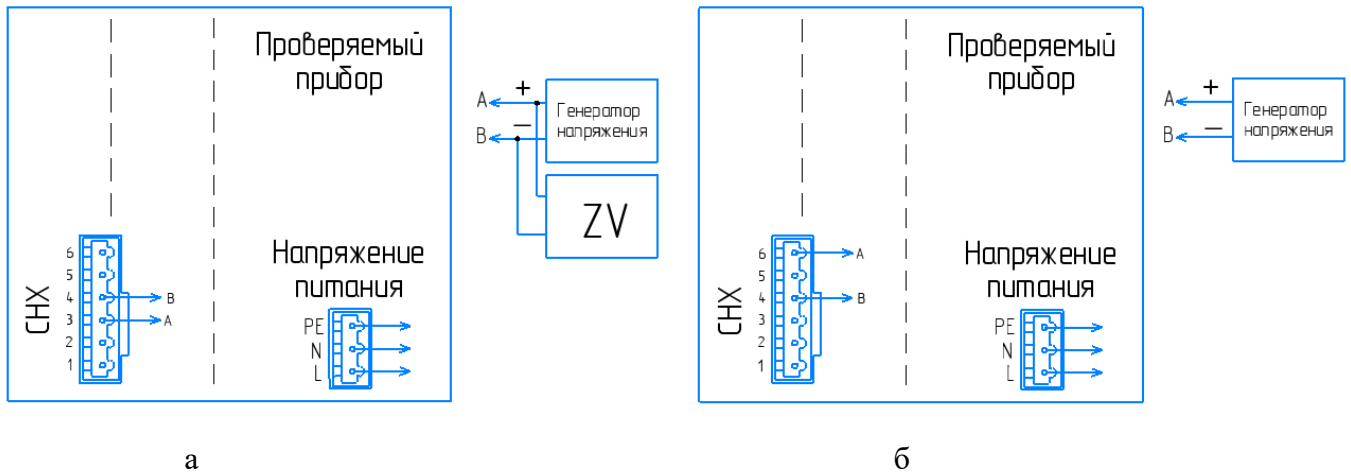 Проверяемый
прибор
A
+
B
—
Генератор
напряжения
ZV
CHX
6
5
4
3
2
1
B
A
Напряжение
питания
PE
N
L
а
Проверяемый
прибор
A
+
B
—
Генератор
напряжения
CHX
6
5
4
3
2
1
A
B
Напряжение
питания
PE
N
L
б